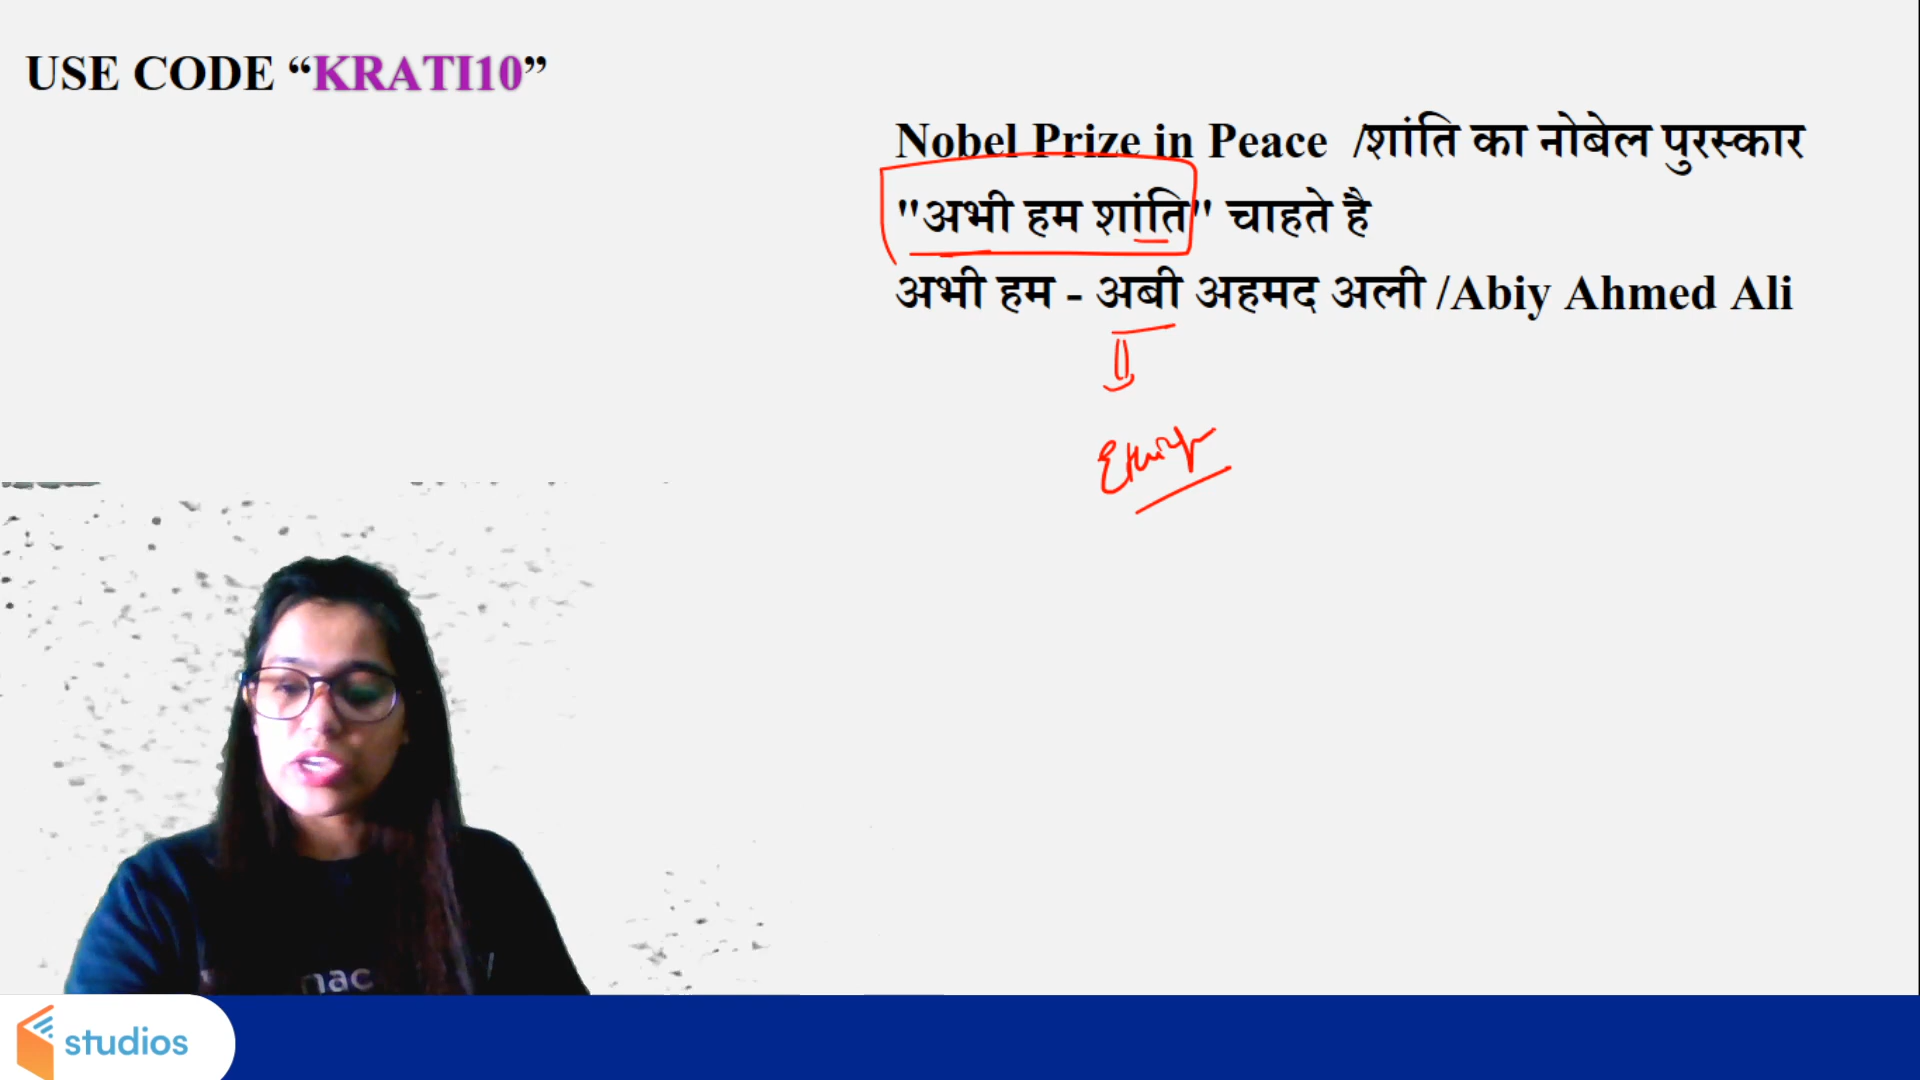 USE CODE “KRATI10”
Nobel Prize in Peace /शांति का नोबेल पुरस्कार
"अभी हम शांति" चाहते है
अभी हम - अबी अहमद अली /Abiy Ahmed Ali
studios